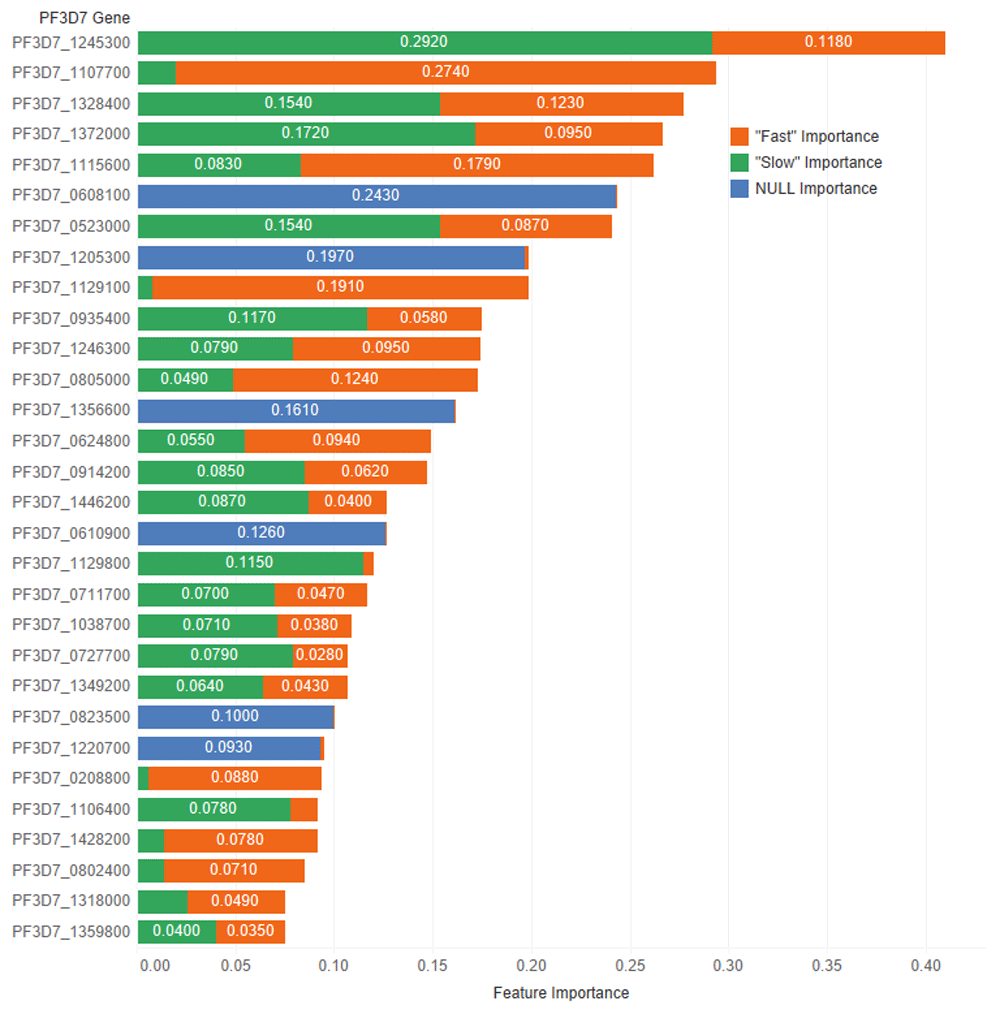 PF3D7 Gene
PF3D7_1245300 0.2920 0.1180
PF3D7_1107700 0.2740
PF3D7_1328400 0.1540 0.1230
PF3D7_1372000 0.1720 0.0950
"Fast" Importance
PF3D7_1115600 0.0830 0.1790
"Slow" Importance
PF3D7_0608100 0.2430
NULL Importance
PF3D7_0523000 0.1540 0.0870
PF3D7_1205300 0.1970
PF3D7_1129100 0.1910
PF3D7_0935400 0.1170 0.0580
PF3D7_1246300 0.0790 0.0950
PF3D7_0805000 0.0490 0.1240
PF3D7_1356600 0.1610
PF3D7_0624800 0.0550 0.0940
PF3D7_0914200 0.0850 0.0620
PF3D7_1446200 0.0870 0.0400
PF3D7_0610900 0.1260
PF3D7_1129800 0.1150
PF3D7_0711700 0.0700 0.0470
PF3D7_1038700 0.0710 0.0380
PF3D7_0727700 0.0790 0.0280
PF3D7_1349200 0.0640 0.0430
PF3D7_0823500 0.1000
PF3D7_1220700 0.0930
PF3D7_0208800 0.0880
PF3D7_1106400 0.0780
PF3D7_1428200 0.0780
PF3D7_0802400 0.0710
PF3D7_1318000 0.0490
PF3D7_1359800 0.0400 0.0350
0.00 0.05 0.10 0.15 0.20 0.25 0.30 0.35 0.40
Feature Importance